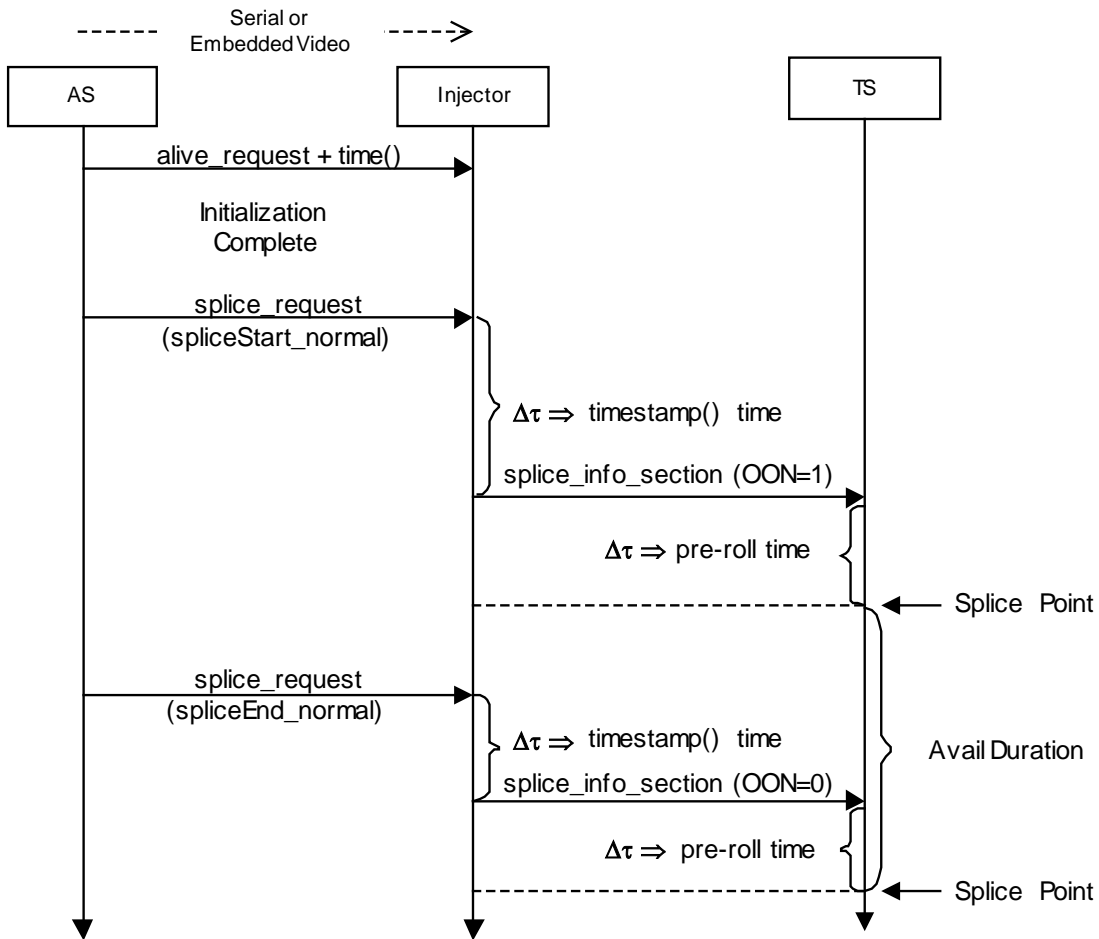 Serial or
Embedded Video
AS
Injector
TS
alive_request + time()
Initialization
Complete
splice_request
(spliceStart_normal)
Δτ ⇒ timestamp() time
splice_info_section (OON=1)
Δτ ⇒ pre-roll time
Splice Point
splice_request
(spliceEnd_normal)
Δτ ⇒ timestamp() time
Avail Duration
splice_info_section (OON=0)
Δτ ⇒ pre-roll time
Splice Point